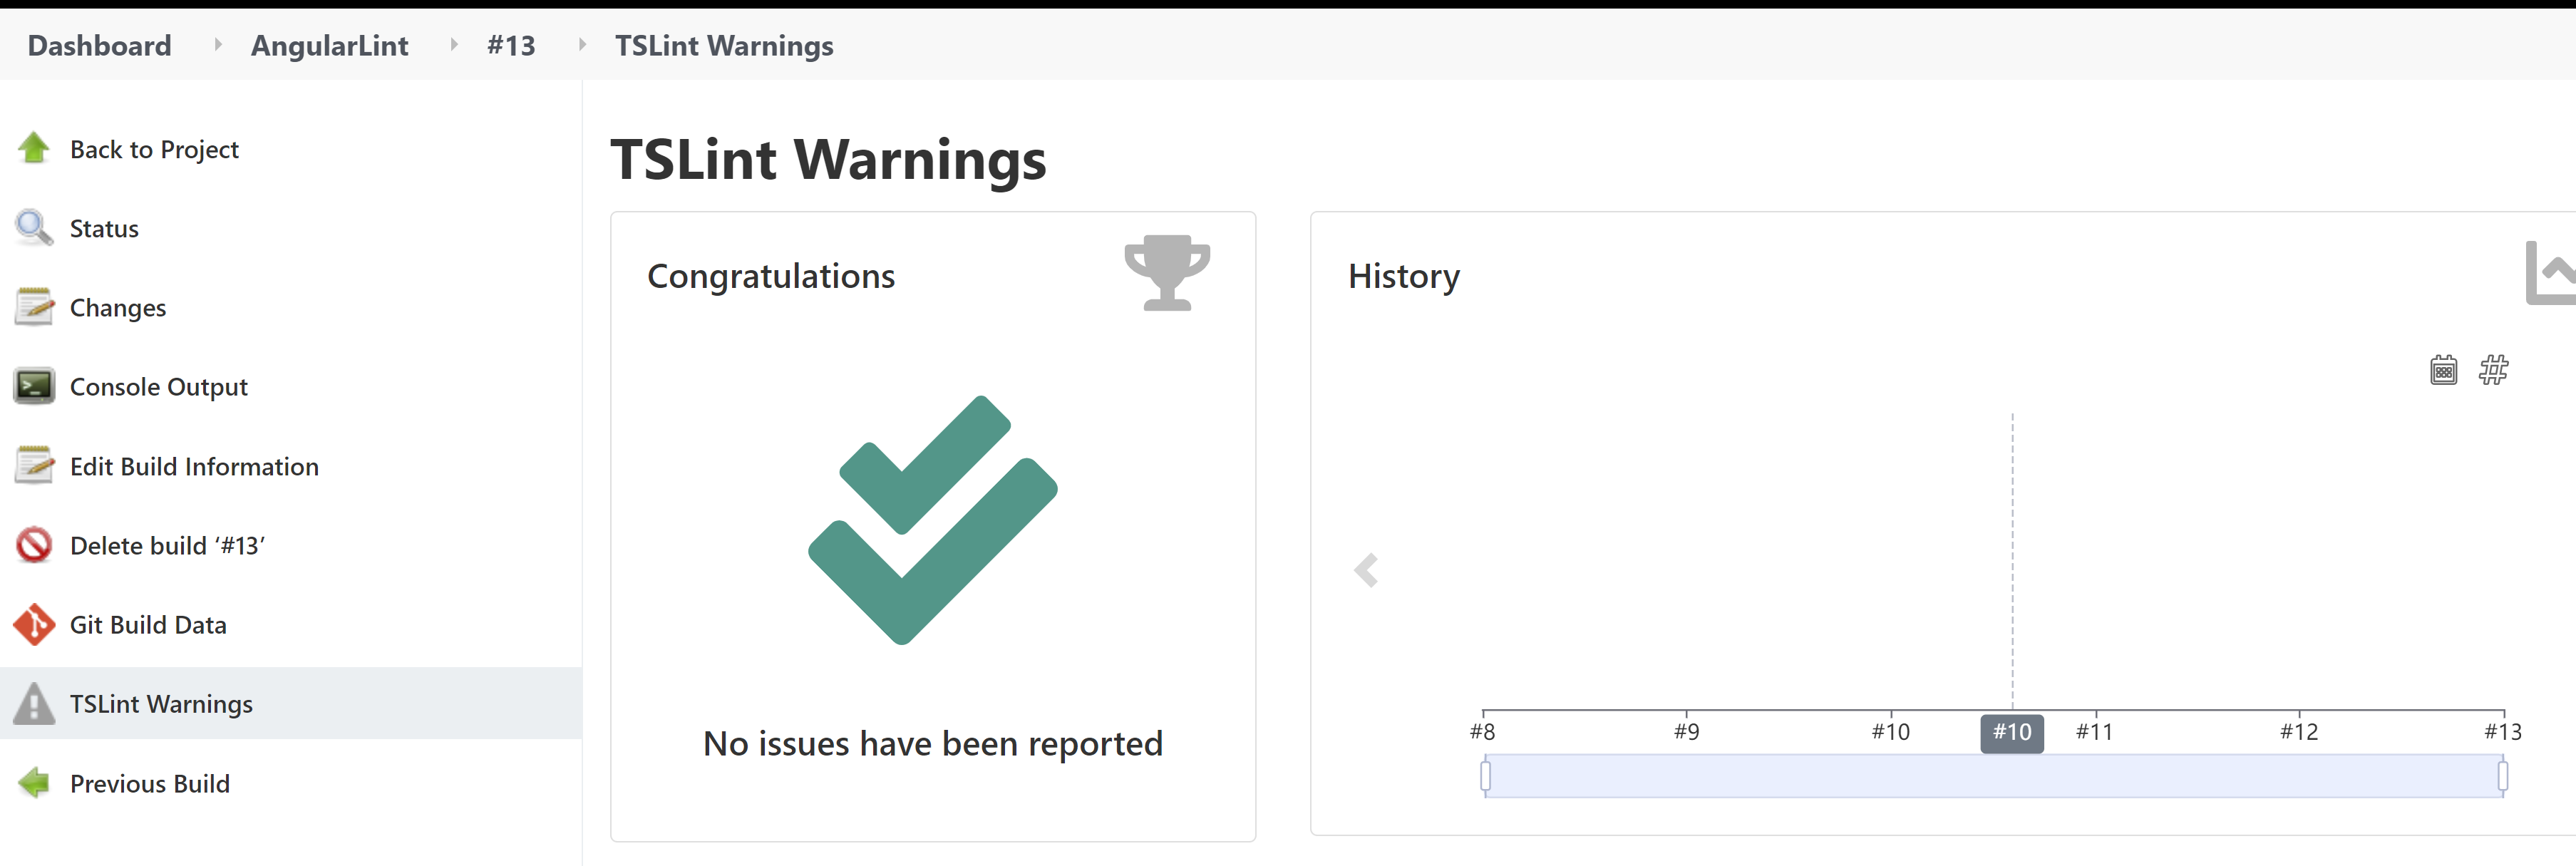 Dashboard AngularLint #13 TSLint Warnings
Back to Project
Status
Changes
Console Output
Edit Build Information
Delete build ‘#13’
Git Build Data
TSLint Warnings
Previous Build
TSLint Warnings
Congratulations
No issues have been reported
History
#8 #9 #10 #10 #11 #12 #13